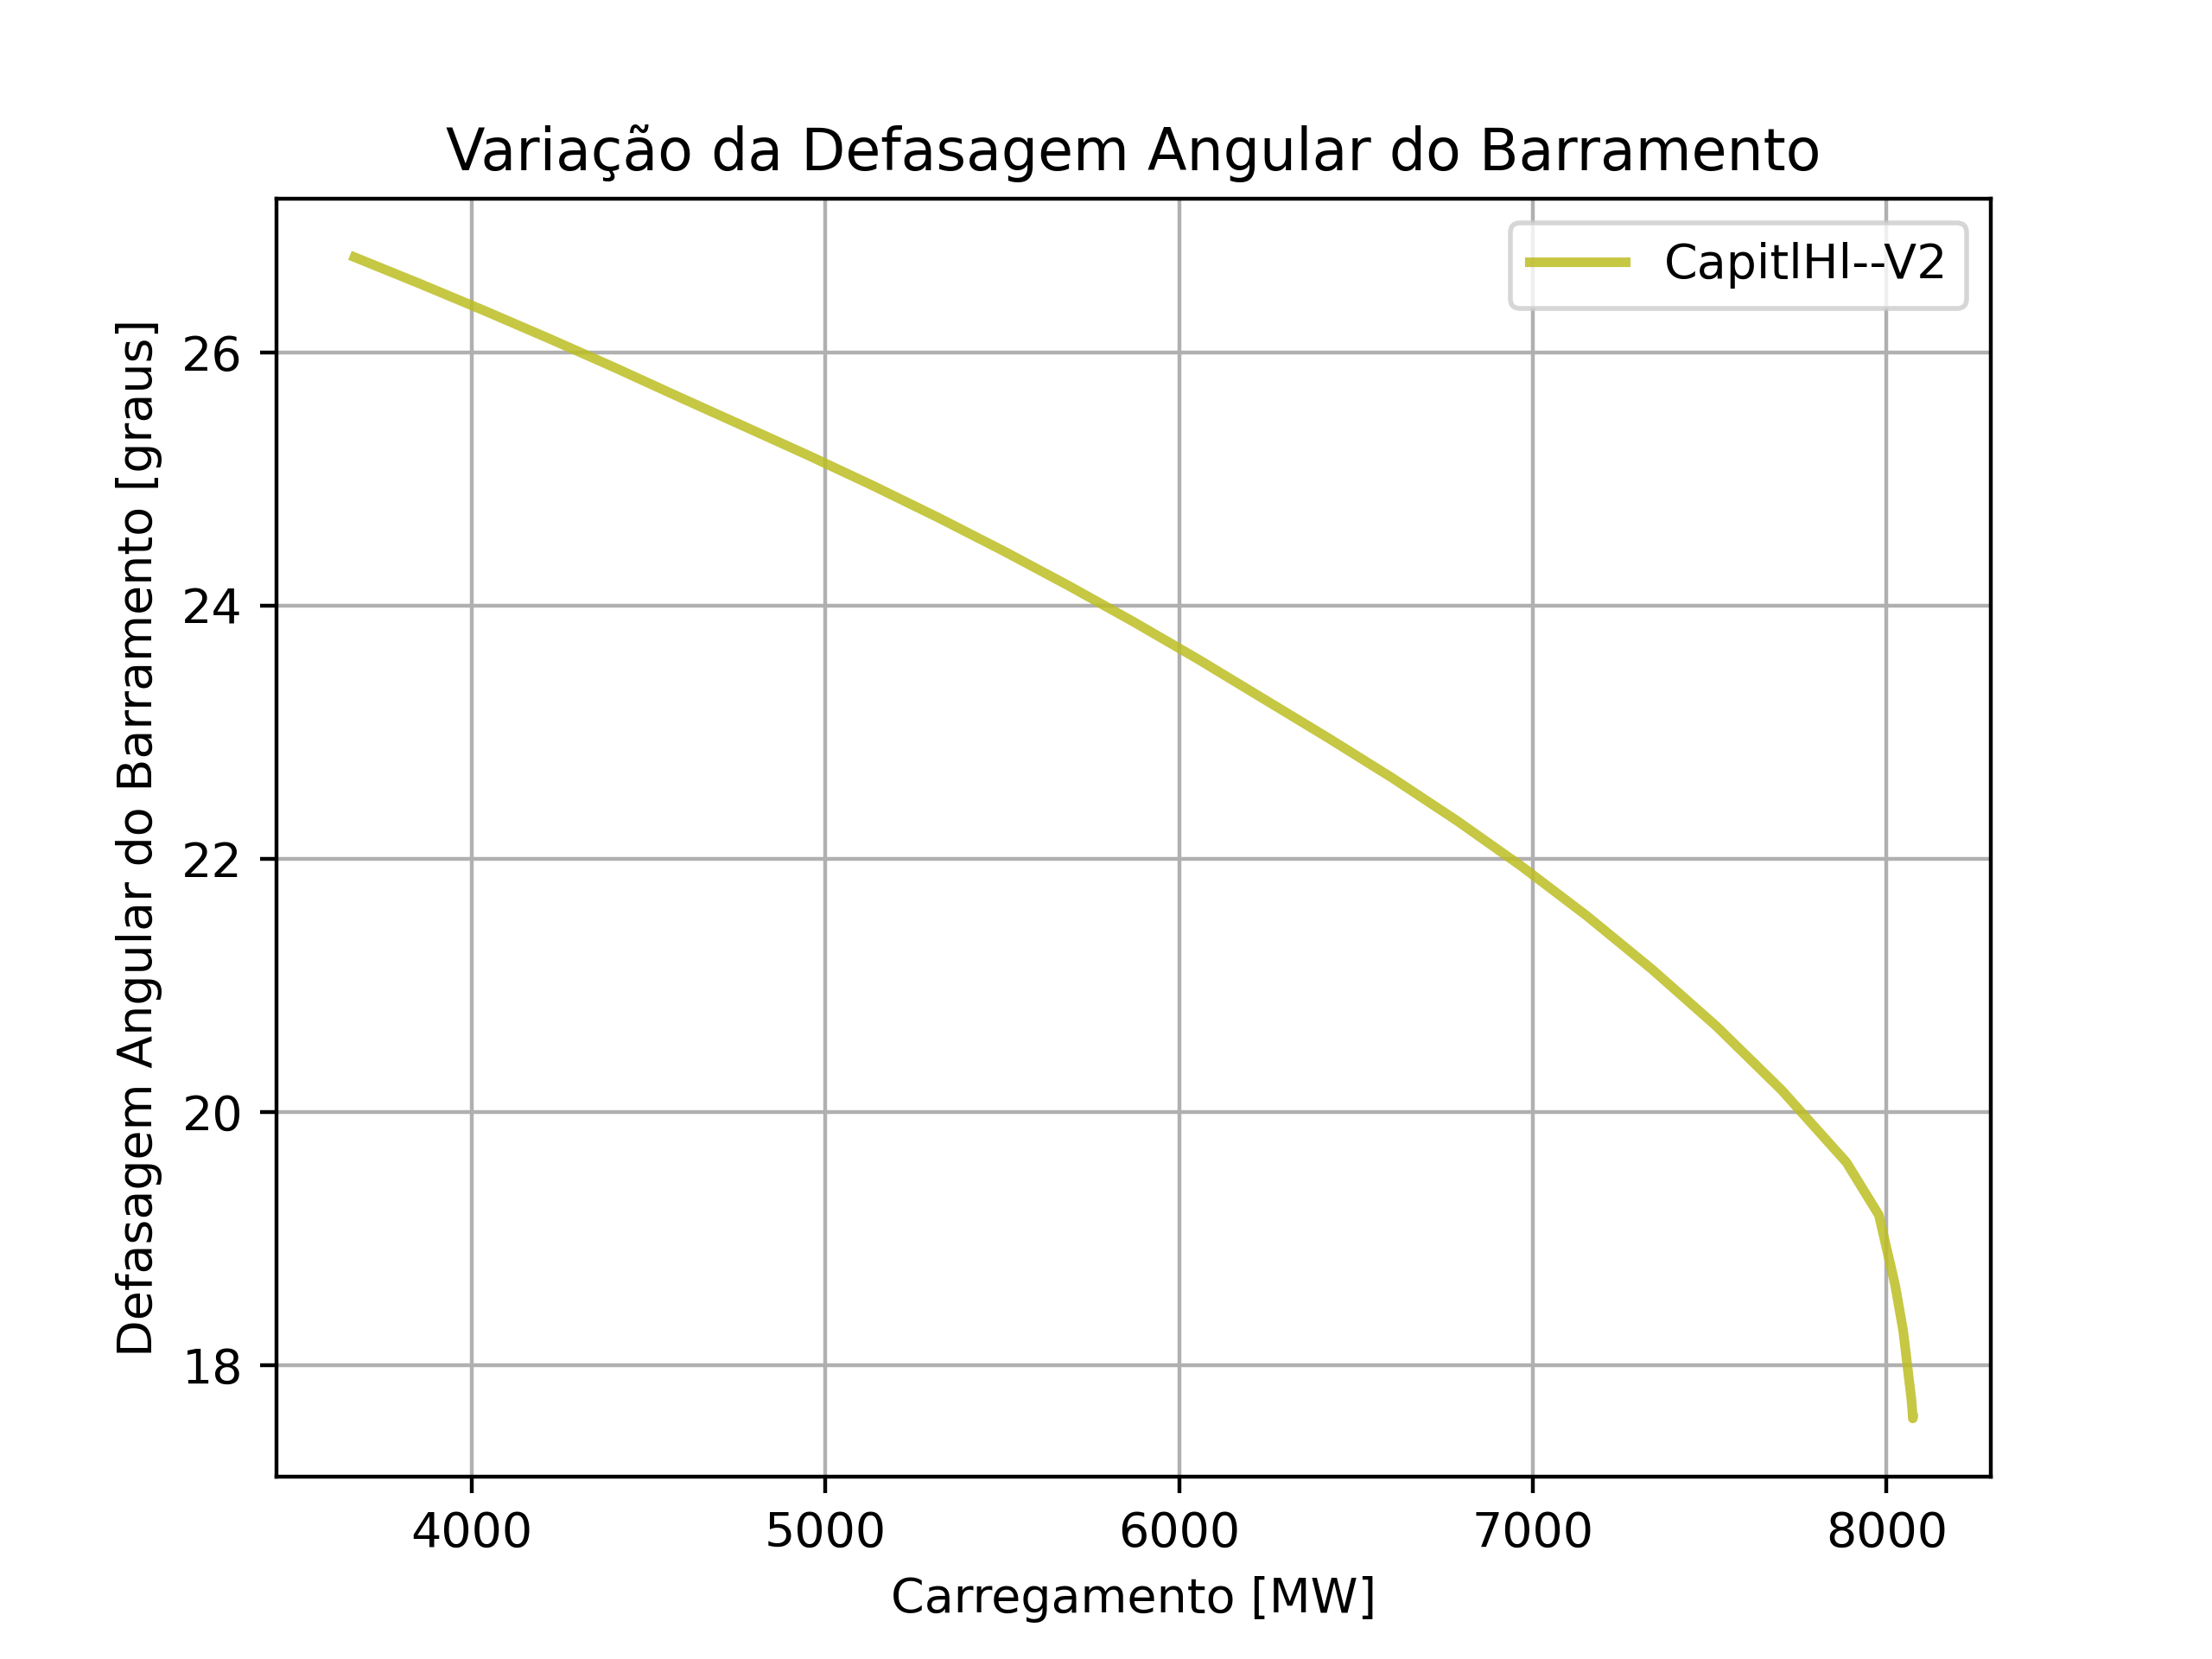 Variação da Defasagem Angular do Barramento
CapitlHl--V2
Defasagem Angular do Barramento [graus]
26
24
22
20
18
4000 5000 6000 7000 8000
Carregamento [MW]